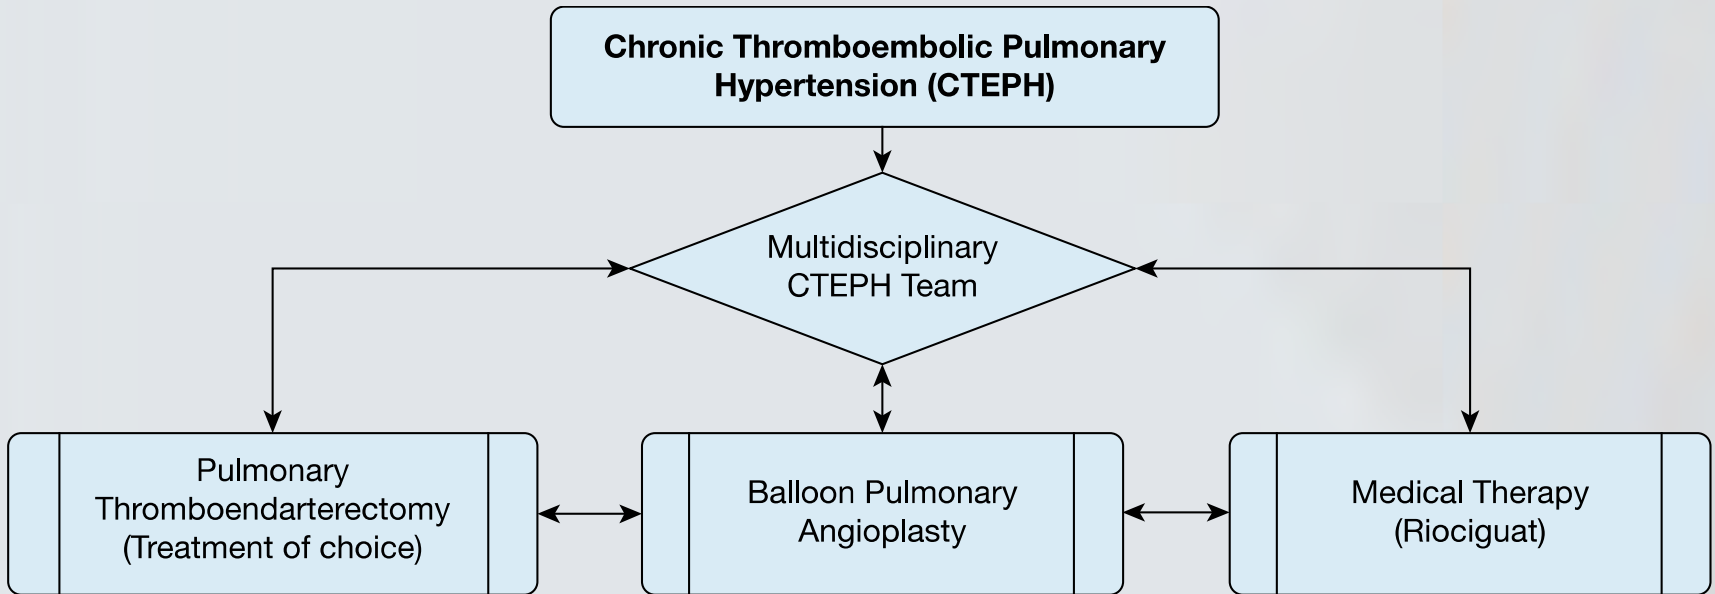 Chronic Thromboembolic Pulmonary
Hypertension (CTEPH)
Multidisciplinary
CTEPH Team
Pulmonary
Thromboendarterectomy
(Treatment of choice)
Balloon Pulmonary
Angioplasty
Medical Therapy
(Riociguat)